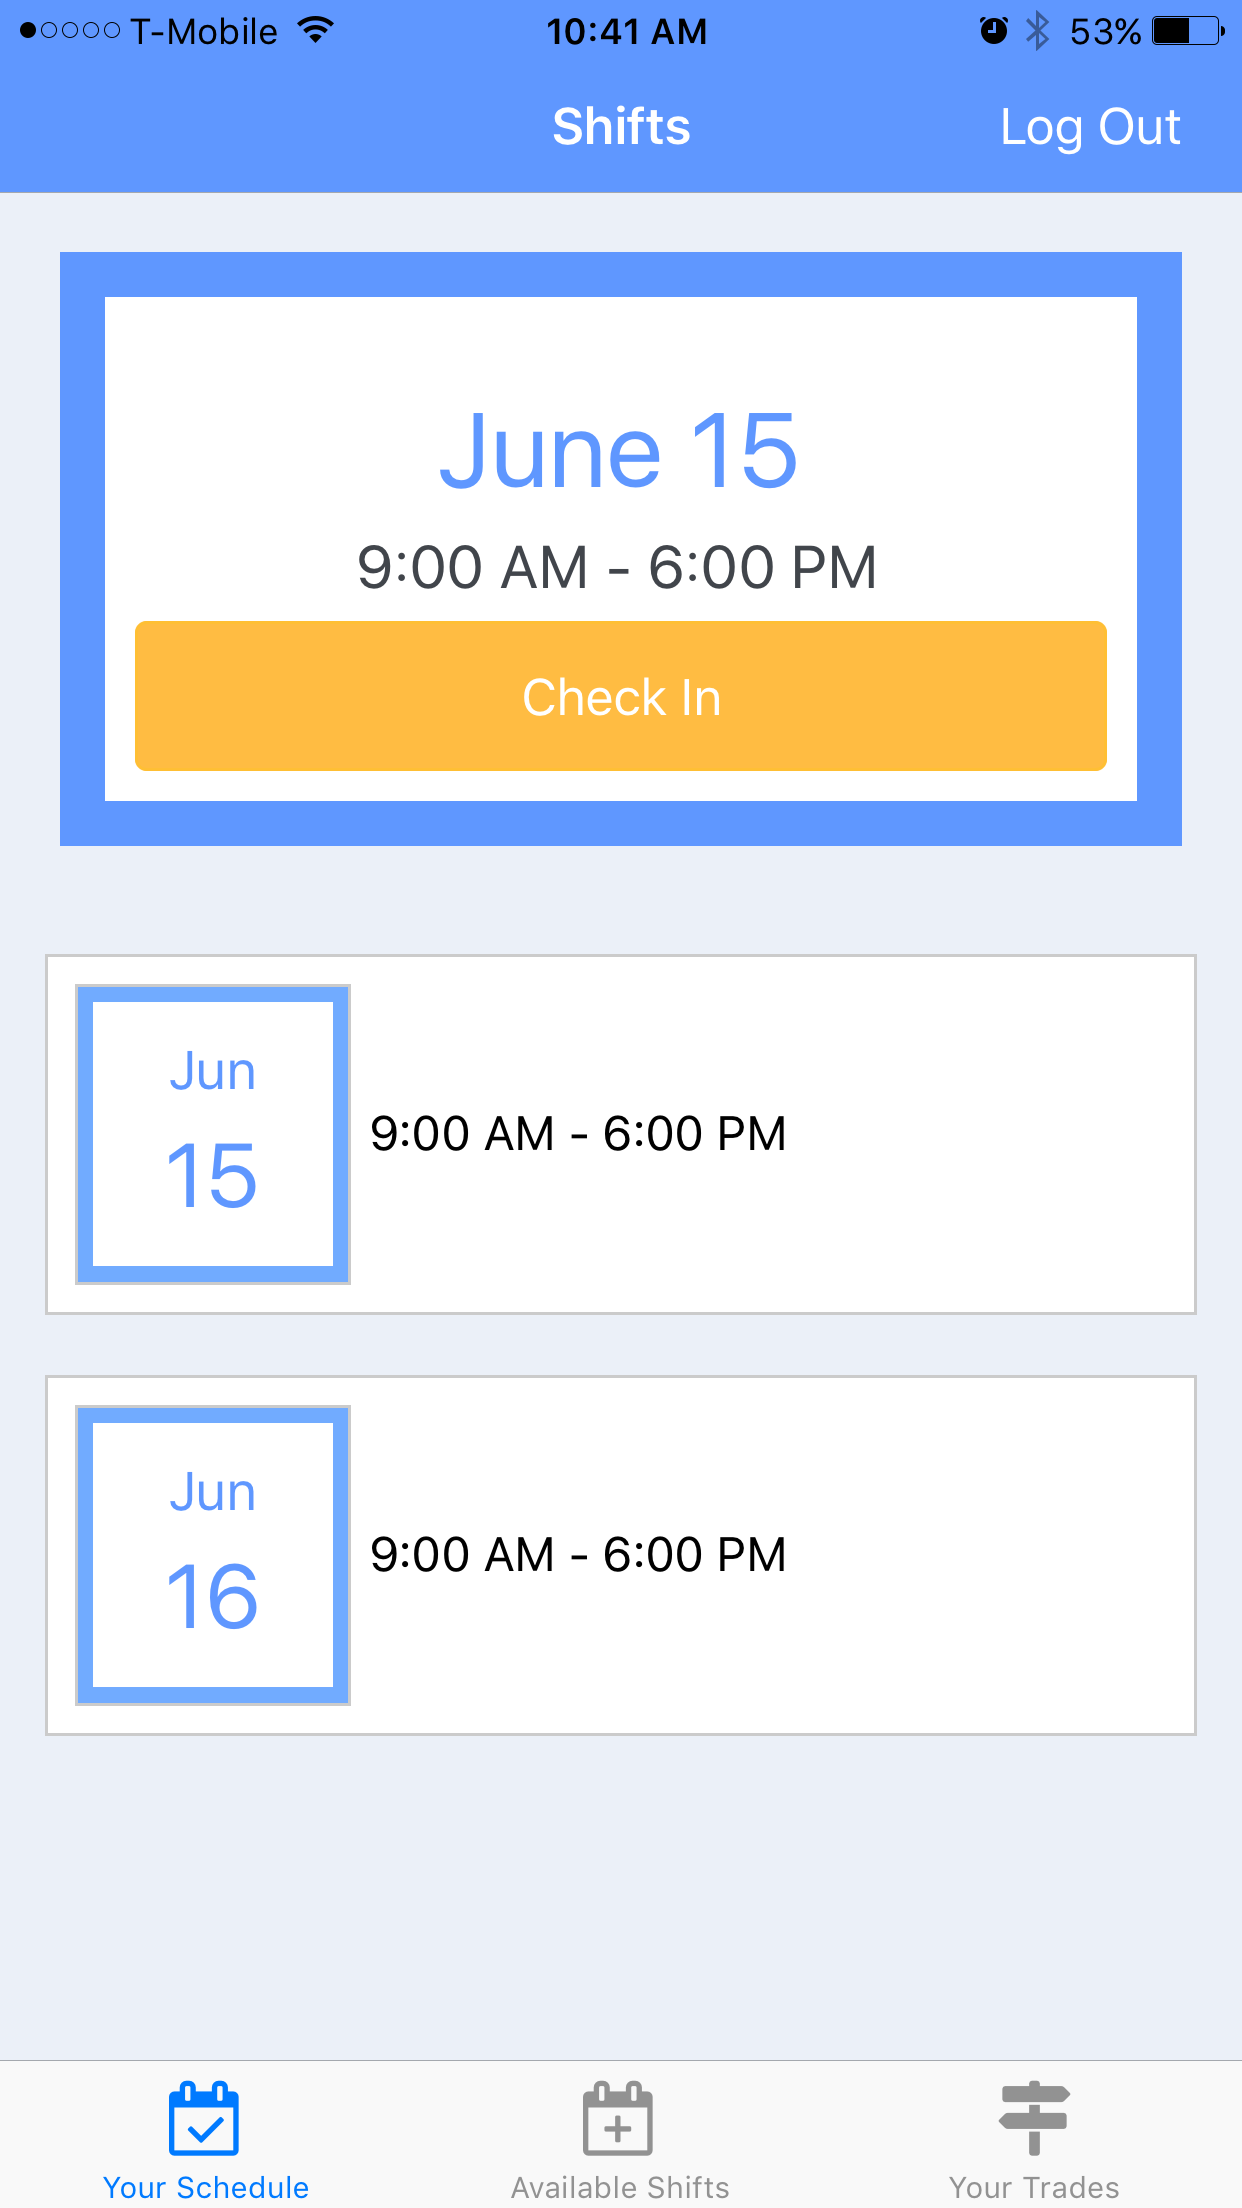 T-Mobile 10:41 AM 53%
Shifts Log Out
June 15
9:00 AM - 6:00 PM
Check In
Jun
15
9:00 AM - 6:00 PM
Jun
16
9:00 AM - 6:00 PM
Your Schedule Available Shifts Your Trades